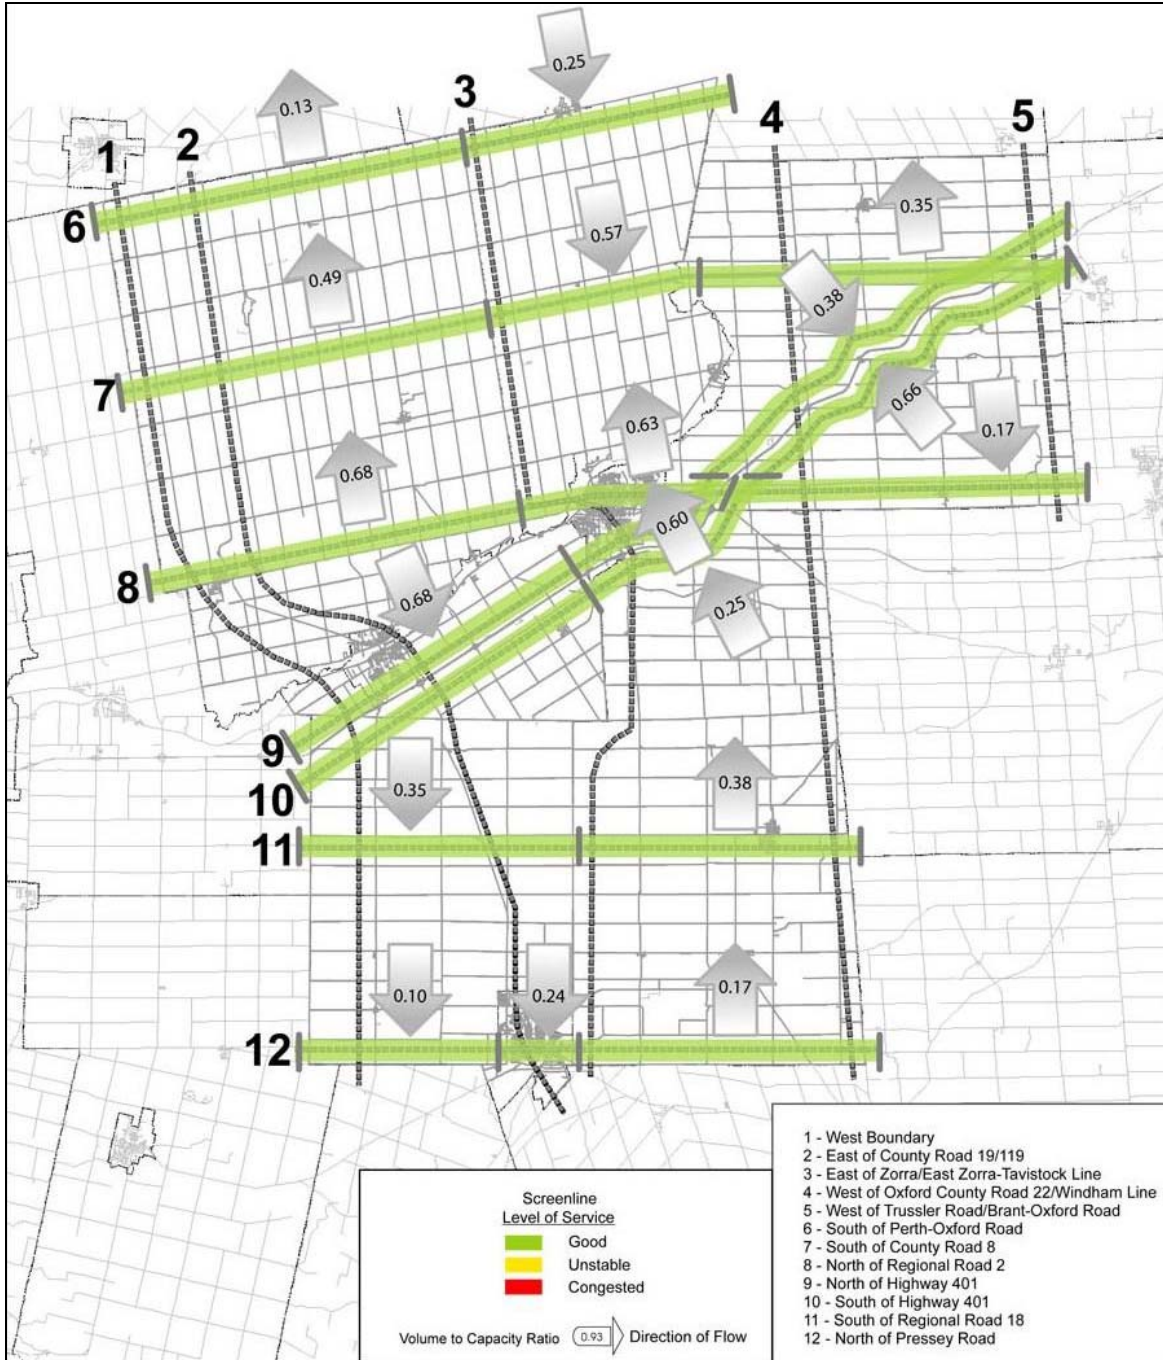 0.25
3
0.13
4
5
2
1
0.35
6
0.57
0.49
0.38
7
0.66
0.63
0.17
0.68
0.60
8
0.68
0.25
9
0.35
0.38
10
11
0.10
0.24
0.17
12
Screenline
Level of Service
Good
Unstable
Congested
Volume to Capacity Ratio 0.93 Direction of Flow
1 - West Boundary
2 - East of County Road 19/119
3 - East of Zorra/East Zorra-Tavistock Line
4 - West of Oxford County Road 22/Windham Line
5 - West of Trussler Road/Brant-Oxford Road
6 - South of Perth-Oxford Road
7 - South of County Road 8
8 - North of Regional Road 2
9 - North of Highway 401
10 - South of Highway 401
11 - South of Regional Road 18
12 - North of Pressey Road